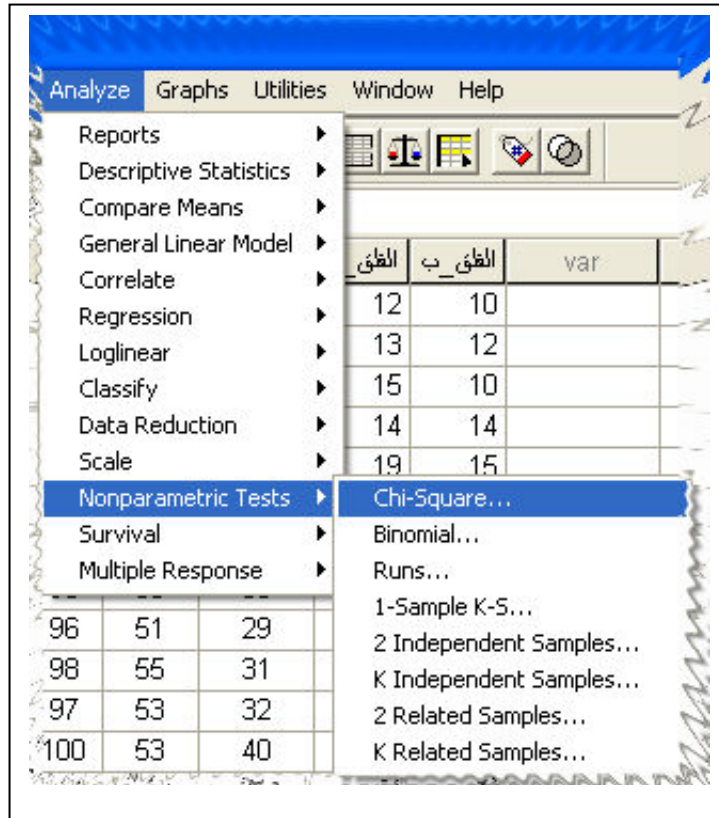 Analyze Graphs Utilities Window Help
Reports
Descriptive Statistics
Compare Means
General Linear Model
Correlate
Regression
Loglinear
Classify
Data Reduction
Scale
Nonparametric Tests
Survival
Multiple Response
القلق_ القلق_ب var
12 10
13 12
15 10
14 14
19 15
Chi-Square...
Binomial...
Runs...
1-Sample K-S...
2 Independent Samples...
K Independent Samples...
2 Related Samples...
K Related Samples...
96 51 29
98 55 31
97 53 32
100 53 40